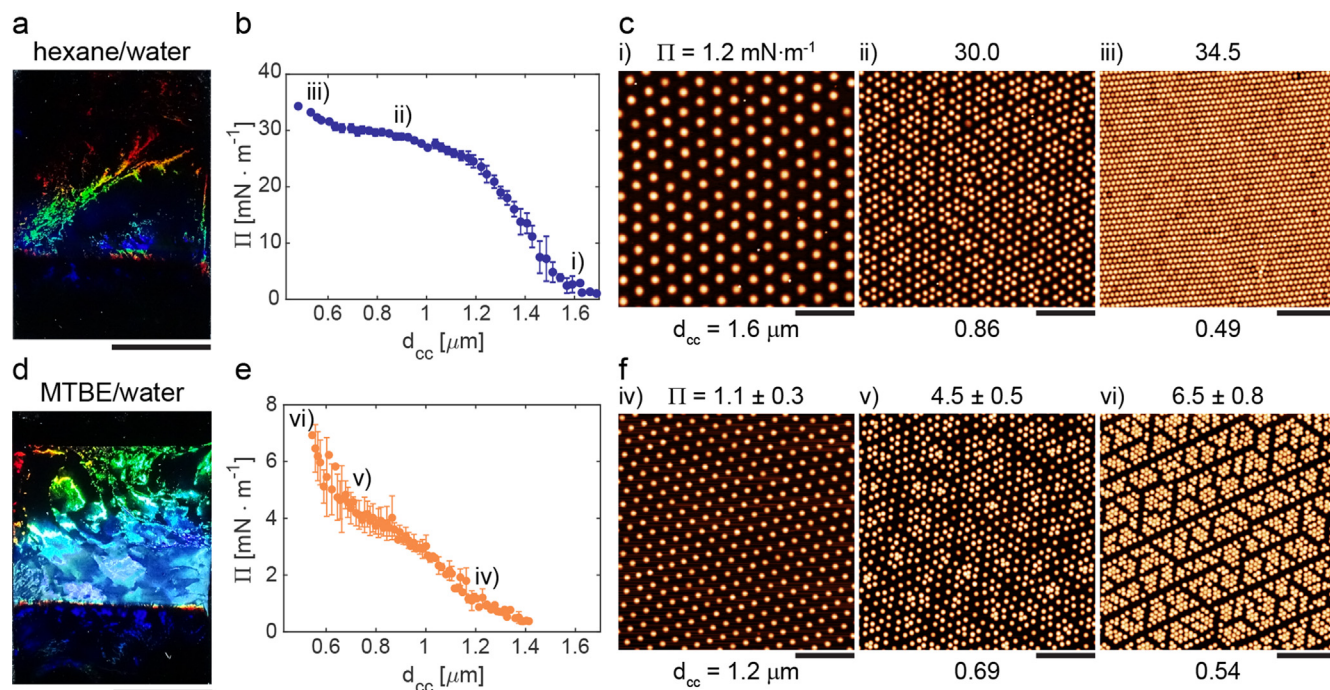 a
hexane/water
b
Π [mN · m⁻¹]
40
30
20
10
0
iii)
ii)
i)
0.6 0.8 1 1.2 1.4 1.6
d_cc [μm]
c
i) Π = 1.2 mN·m⁻¹
ii) 30.0
iii) 34.5
d_cc = 1.6 μm
0.86
0.49
d
MTBE/water
e
Π [mN · m⁻¹]
8
6
4
2
0
vi)
v)
iv)
0.4 0.6 0.8 1 1.2 1.4 1.6
d_cc [μm]
f
iv) Π = 1.1 ± 0.3
v) 4.5 ± 0.5
vi) 6.5 ± 0.8
d_cc = 1.2 μm
0.69
0.54